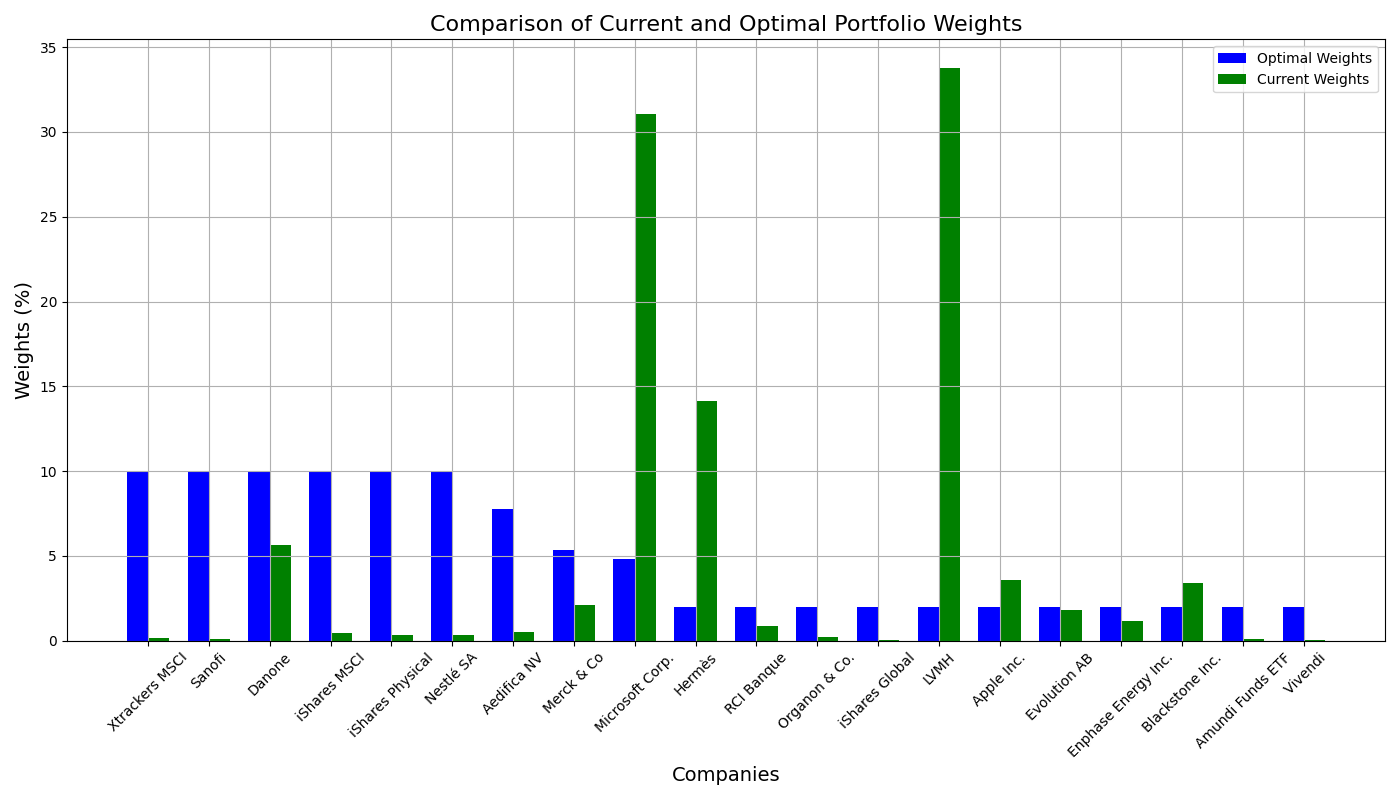 Comparison of Current and Optimal Portfolio Weights
Optimal Weights
Current Weights
Weights (%)
35
30
25
20
15
10
5
0
Xtrackers MSCI
Sanofi
Danone
iShares MSCI
iShares Physical
Nestlé SA
Aedifica NV
Merck & Co
Microsoft Corp.
Hermès
RCI Banque
Organon & Co.
iShares Global
LVMH
Apple Inc.
Evolution AB
Enphase Energy Inc.
Blackstone Inc.
Amundi Funds ETF
Vivendi
Companies